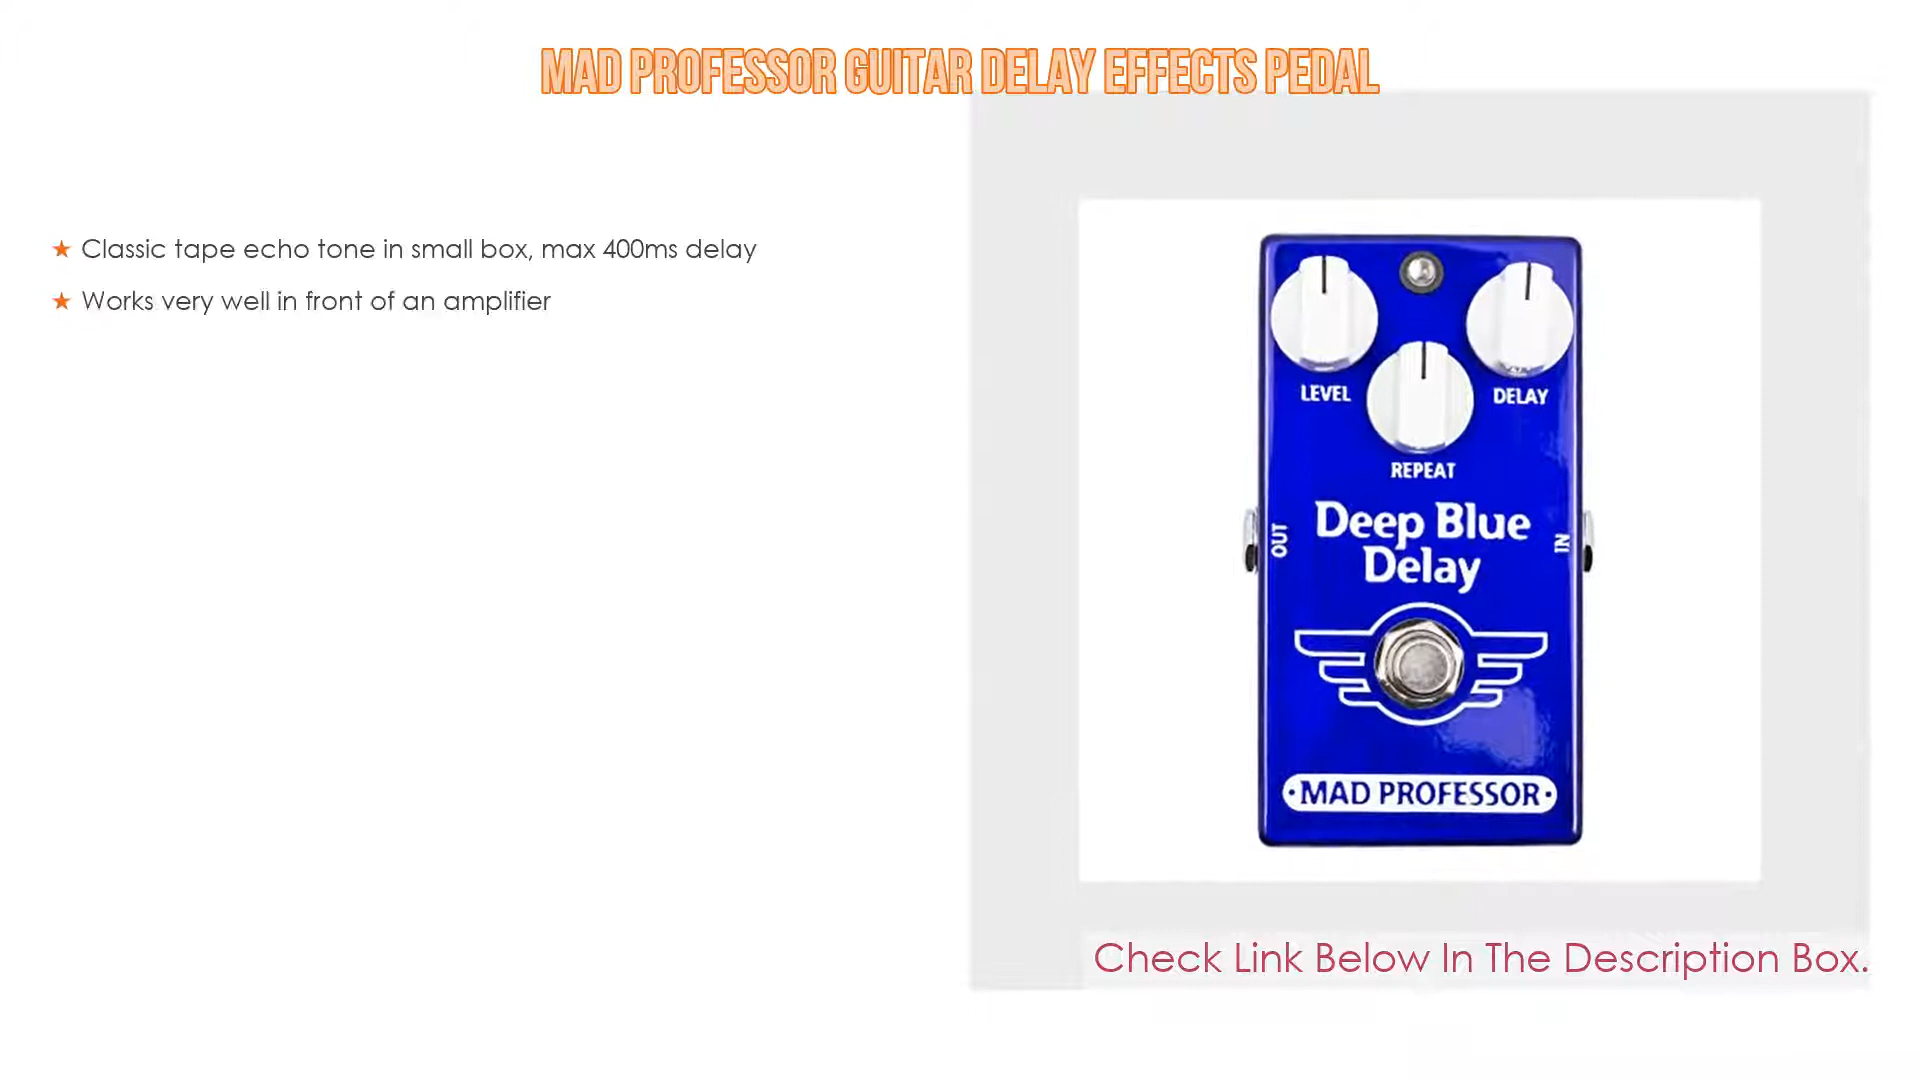 MAD PROFESSOR GUITAR DELAY EFFECTS PEDAL
★ Classic tape echo tone in small box, max 400ms delay
★ Works very well in front of an amplifier
LEVEL
DELAY
REPEAT
Deep Blue
Delay
OUT
IN
MAD PROFESSOR
Check Link Below In The Description Box.